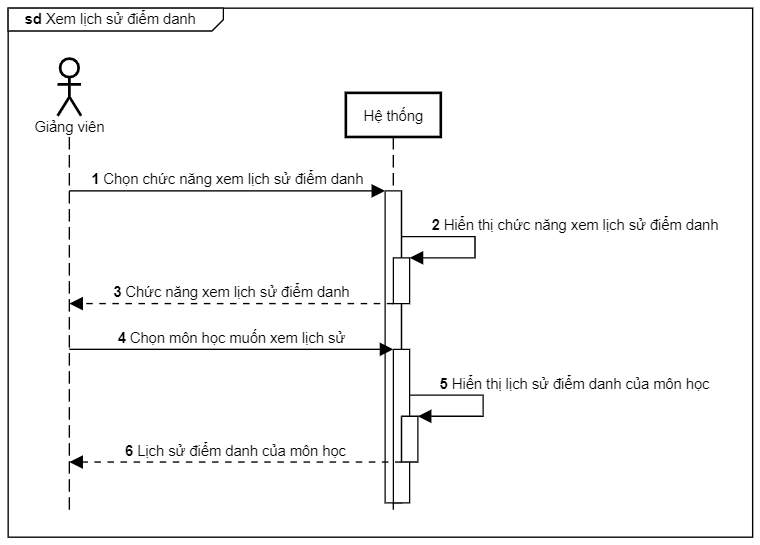 sd Xem lịch sử điểm danh
Giảng viên
Hệ thống
1 Chọn chức năng xem lịch sử điểm danh
2 Hiển thị chức năng xem lịch sử điểm danh
3 Chức năng xem lịch sử điểm danh
4 Chọn môn học muốn xem lịch sử
5 Hiển thị lịch sử điểm danh của môn học
6 Lịch sử điểm danh của môn học